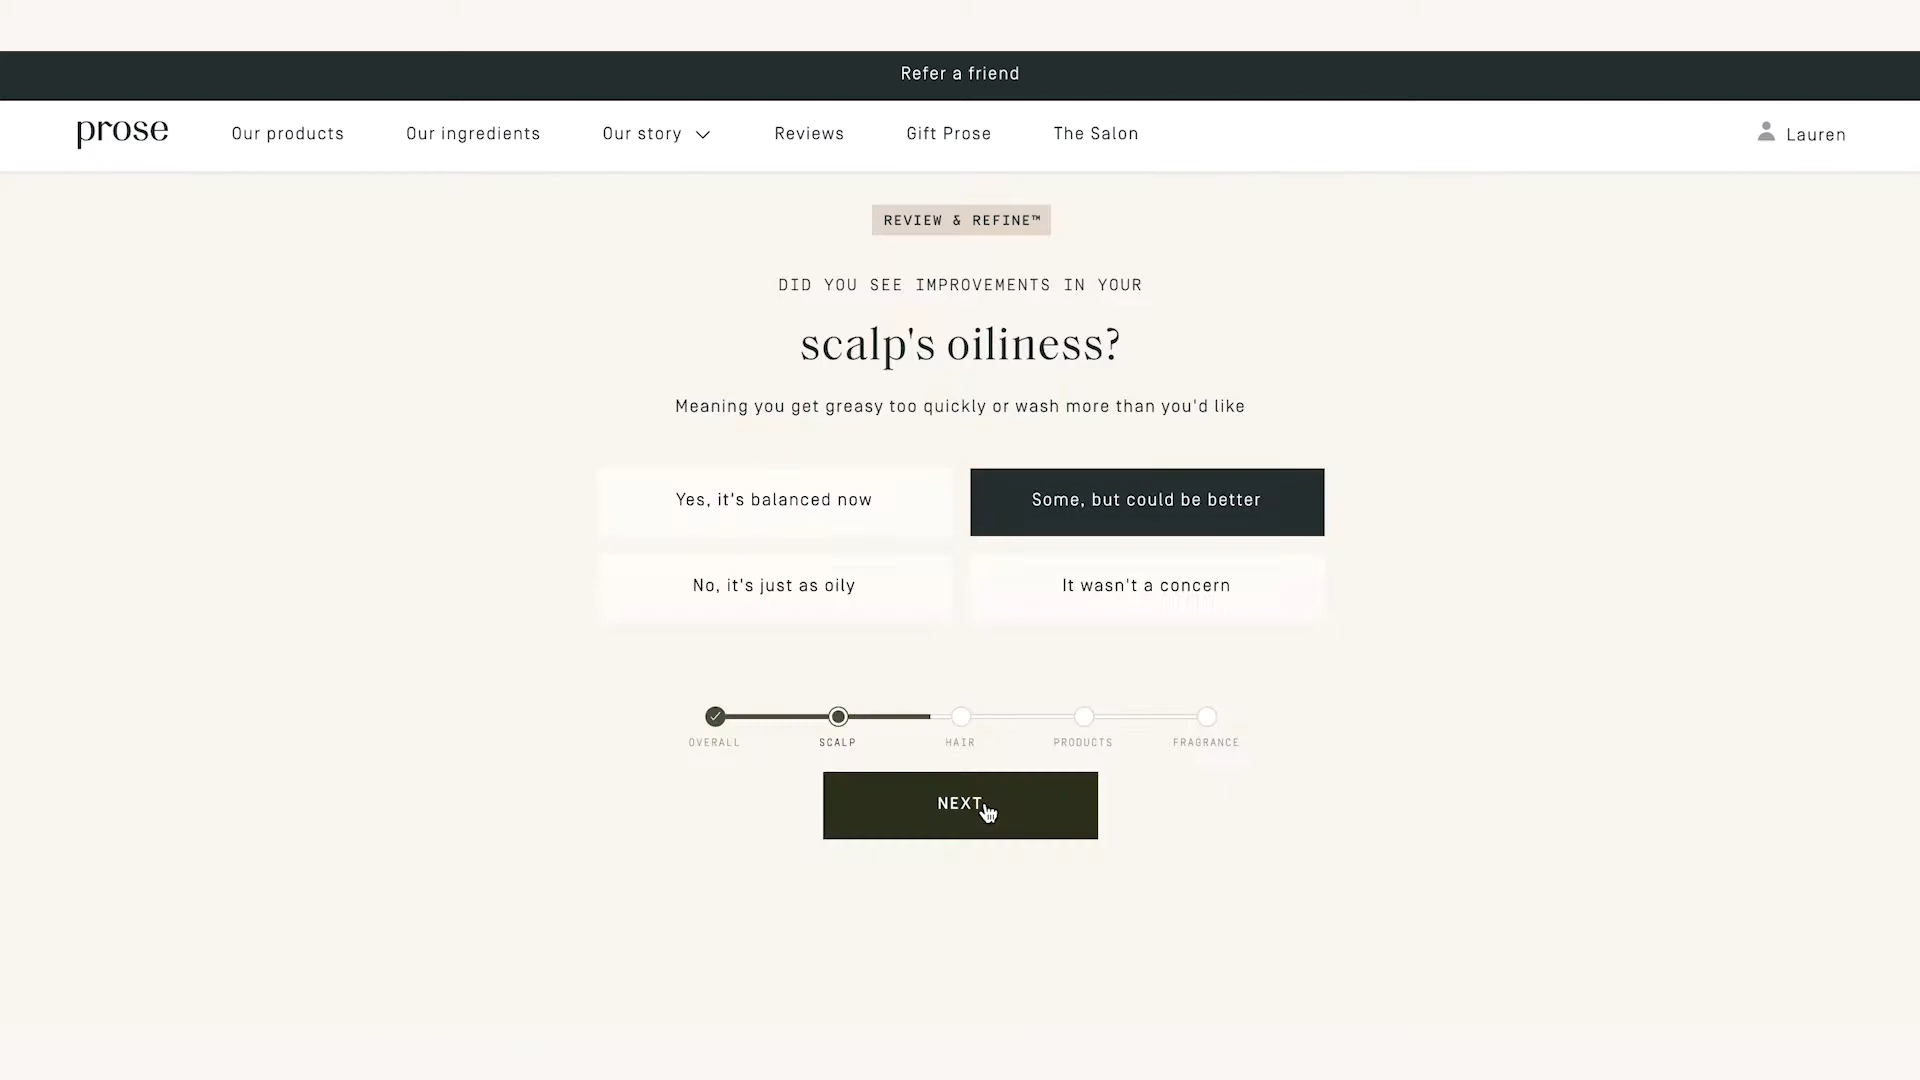 Refer a friend
prose
Our products
Our ingredients
Our story
Reviews
Gift Prose
The Salon
Lauren
REVIEW & REFINE™
DID YOU SEE IMPROVEMENTS IN YOUR
scalp's oiliness?
Meaning you get greasy too quickly or wash more than you'd like
Yes, it's balanced now
Some, but could be better
No, it's just as oily
It wasn't a concern
OVERALL
SCALP
HAIR
PRODUCTS
FRAGRANCE
NEXT